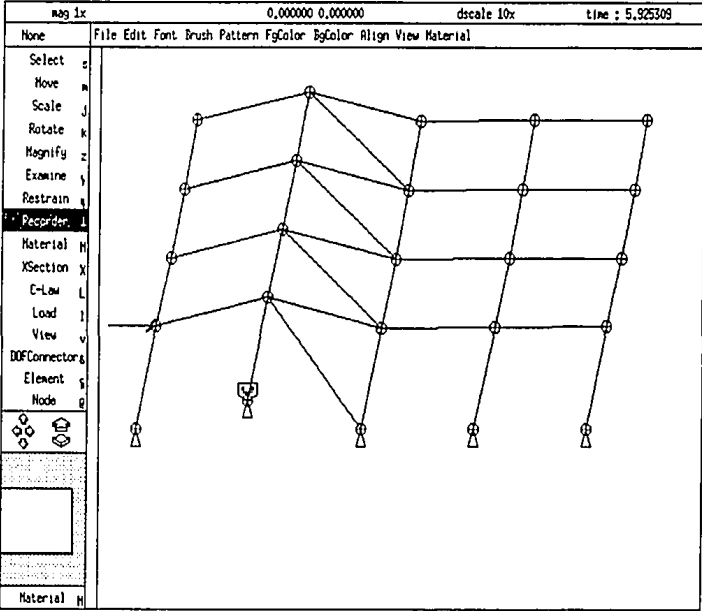 mag 1x 0,000000 0,000000 dscale 10x time : 5,925309
None File Edit Font Brush Pattern FgColor BgColor Align View Material
Select s
Move m
Scale j
Rotate k
Magnify z
Examine y
Restrain
Recorder
Material M
XSection X
C-Law L
Load l
View v
DOFConnector &
Element
Node @
Material M